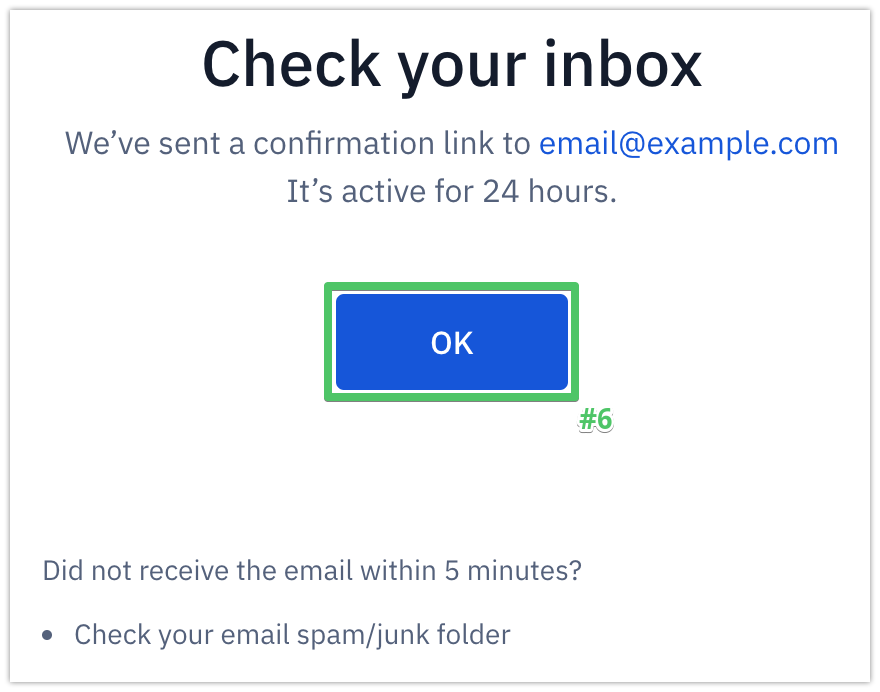 Check your inbox
We’ve sent a confirmation link to email@example.com
It’s active for 24 hours.
OK
#6
Did not receive the email within 5 minutes?
• Check your email spam/junk folder